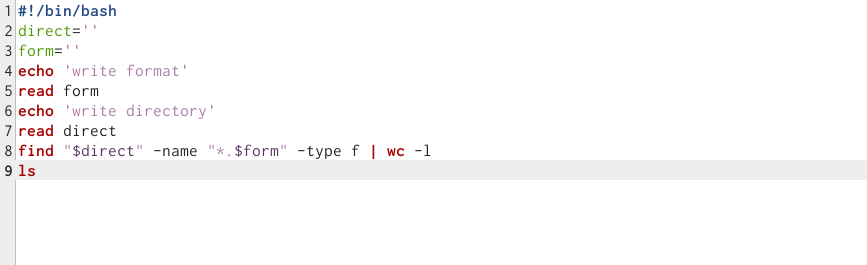 1 #!/bin/bash
2 direct=''
3 form=''
4 echo 'write format'
5 read form
6 echo 'write directory'
7 read direct
8 find "$direct" -name "*.$form" -type f | wc -l
9 ls